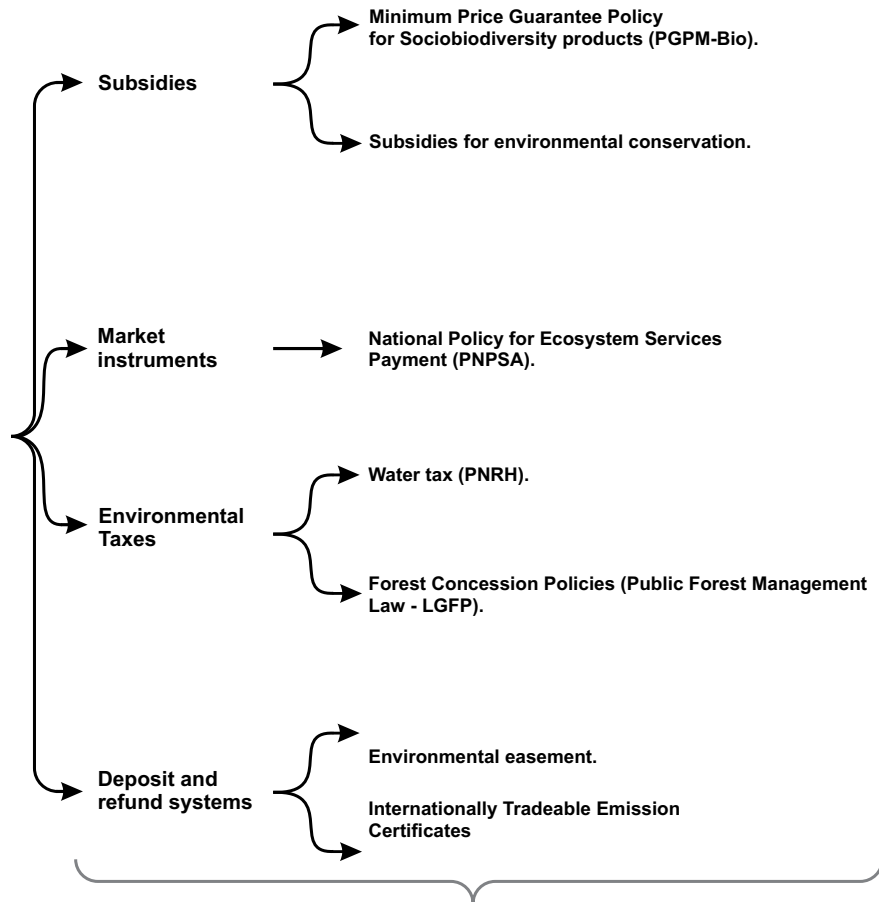 Minimum Price Guarantee Policy
for Sociobiodiversity products (PGPM-Bio).
Subsidies
Subsidies for environmental conservation.
Market
instruments
National Policy for Ecosystem Services
Payment (PNPSA).
Water tax (PNRH).
Environmental
Taxes
Forest Concession Policies (Public Forest Management
Law - LGFP).
Environmental easement.
Deposit and
refund systems
Internationally Tradeable Emission
Certificates